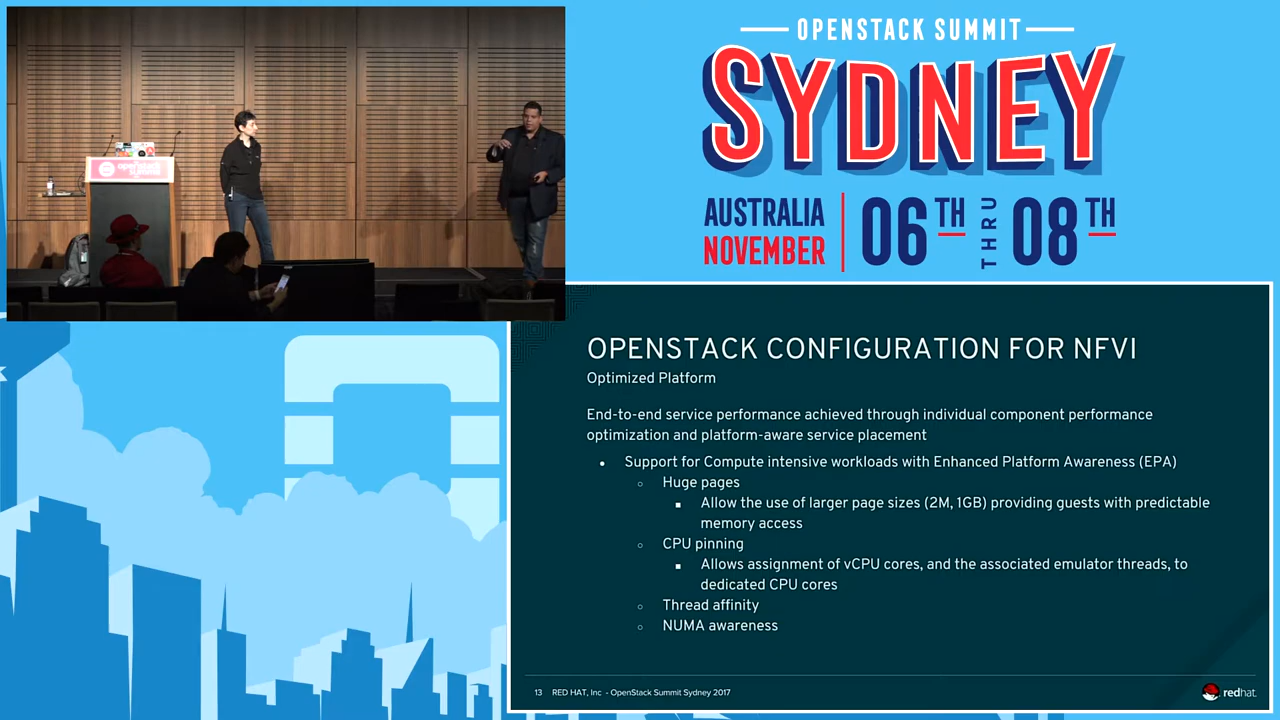 OPENSTACK SUMMIT
SYDNEY
AUSTRALIA
NOVEMBER
06TH
THRU
08TH
openstack
OPENSTACK CONFIGURATION FOR NFVI
Optimized Platform
End-to-end service performance achieved through individual component performance
optimization and platform-aware service placement
• Support for Compute intensive workloads with Enhanced Platform Awareness (EPA)
○ Huge pages
■ Allow the use of larger page sizes (2M, 1GB) providing guests with predictable
memory access
○ CPU pinning
■ Allows assignment of vCPU cores, and the associated emulator threads, to
dedicated CPU cores
○ Thread affinity
○ NUMA awareness
13 RED HAT, Inc - OpenStack Summit Sydney 2017
redhat.